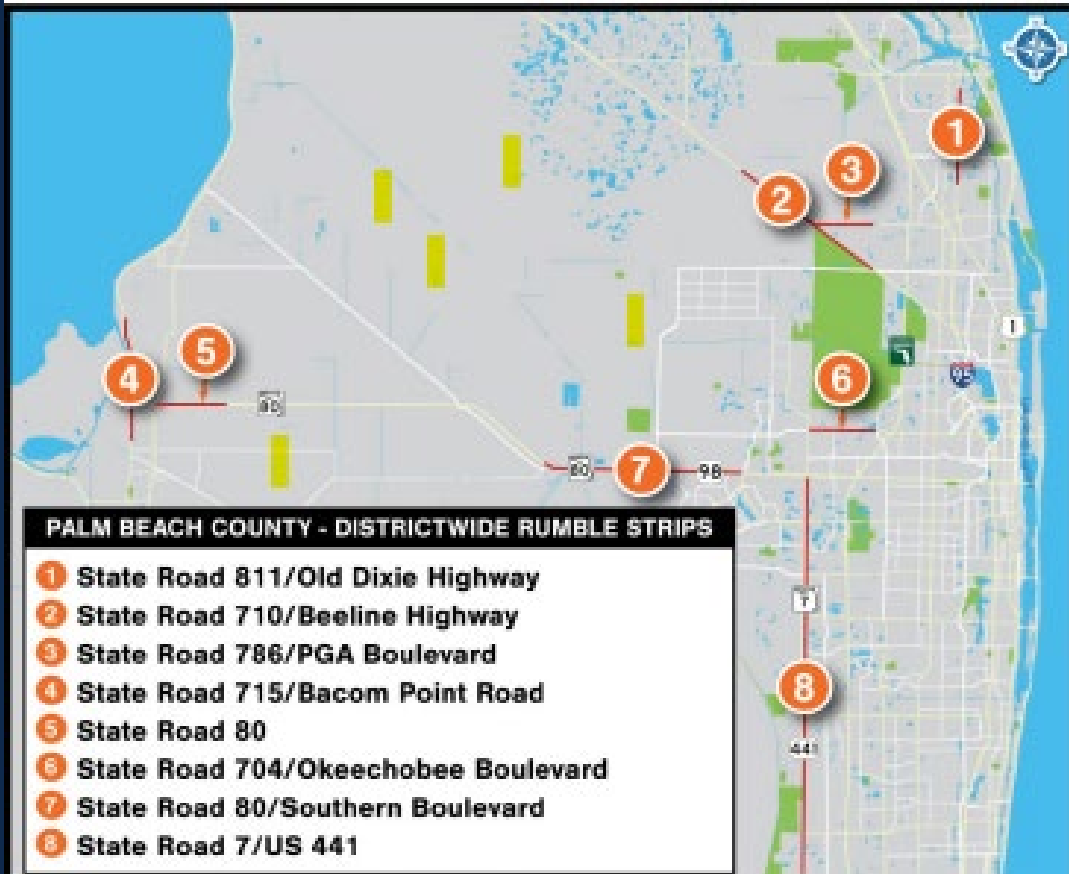 1
2
3
1
95
4
5
6
80
80
7
98
7
8
441
PALM BEACH COUNTY - DISTRICTWIDE RUMBLE STRIPS
1 State Road 811/Old Dixie Highway
2 State Road 710/Beeline Highway
3 State Road 786/PGA Boulevard
4 State Road 715/Bacom Point Road
5 State Road 80
6 State Road 704/Okeechobee Boulevard
7 State Road 80/Southern Boulevard
8 State Road 7/US 441